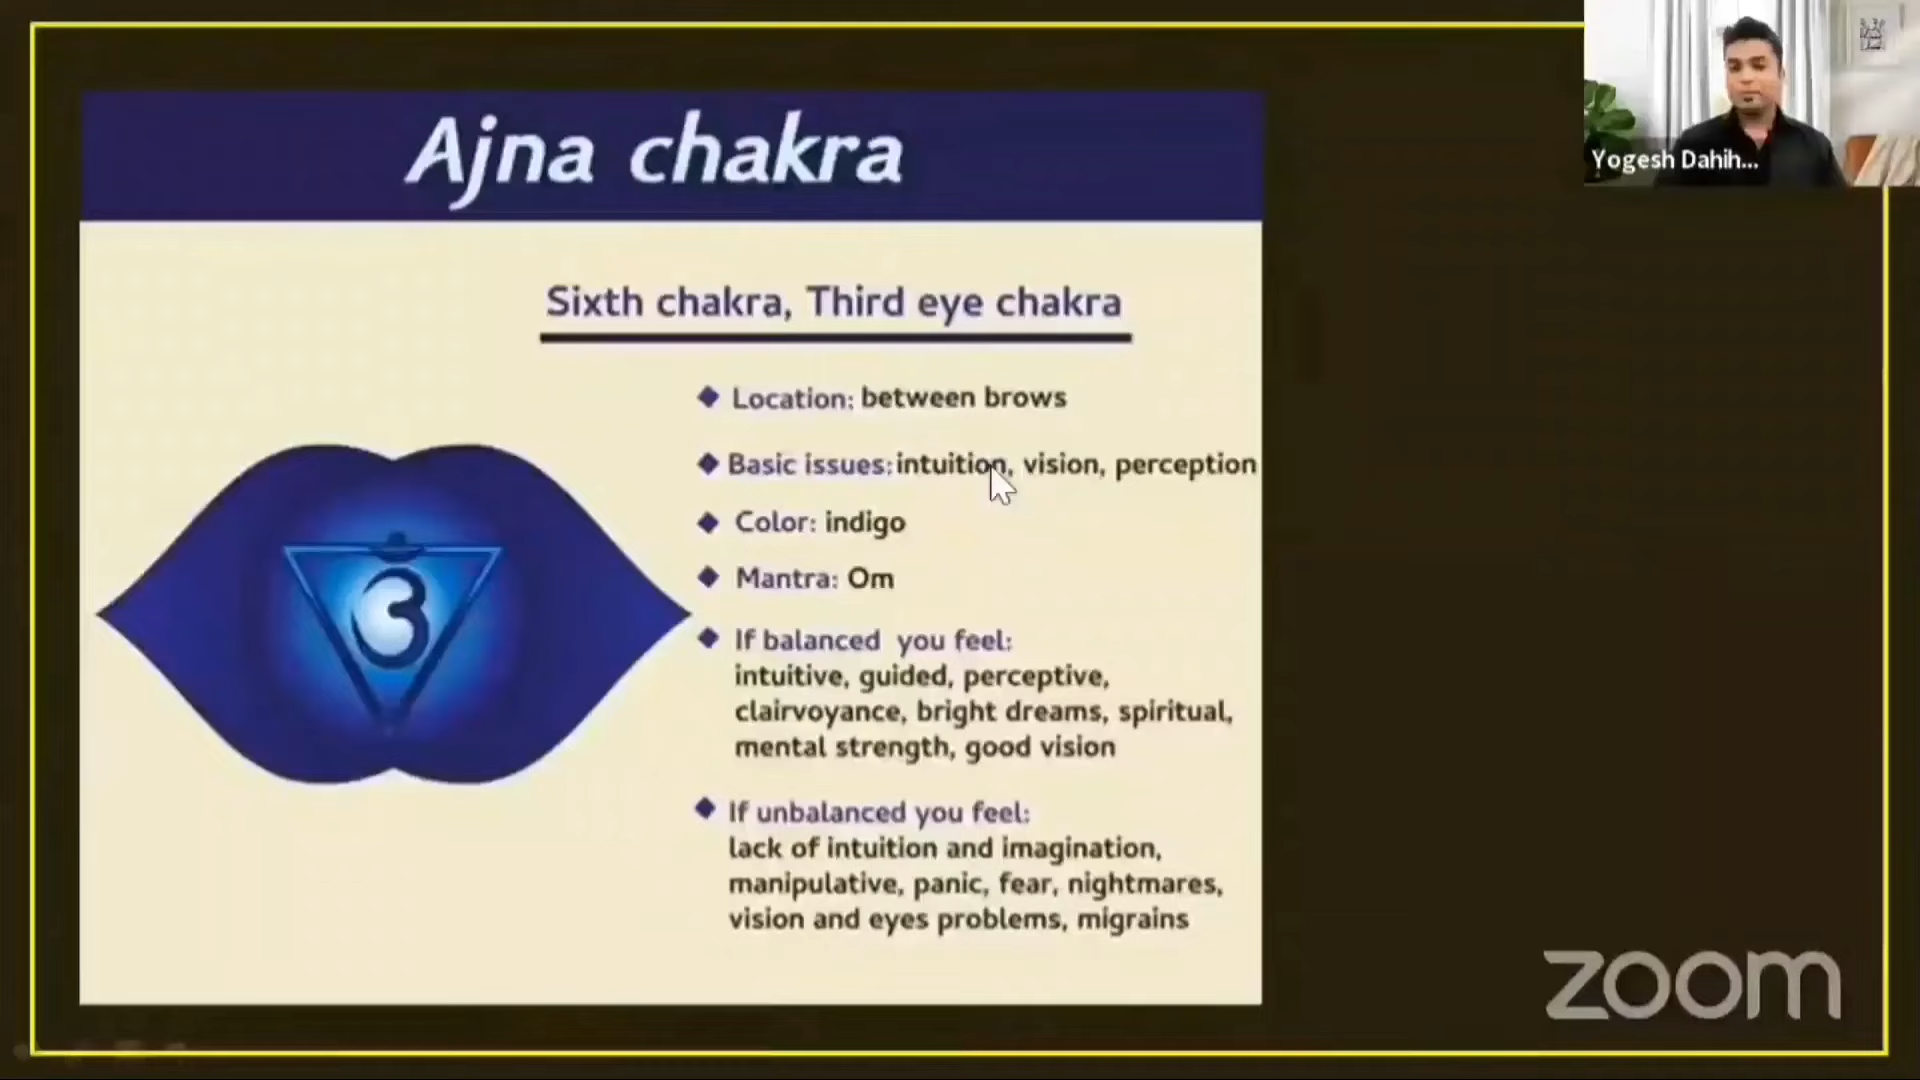 Ajna chakra
Yogesh Dahih...
Sixth chakra, Third eye chakra
Location: between brows
Basic issues: intuition, vision, perception
Color: indigo
Mantra: Om
If balanced you feel:
intuitive, guided, perceptive,
clairvoyance, bright dreams, spiritual,
mental strength, good vision
If unbalanced you feel:
lack of intuition and imagination,
manipulative, panic, fear, nightmares,
vision and eyes problems, migrains
zoom